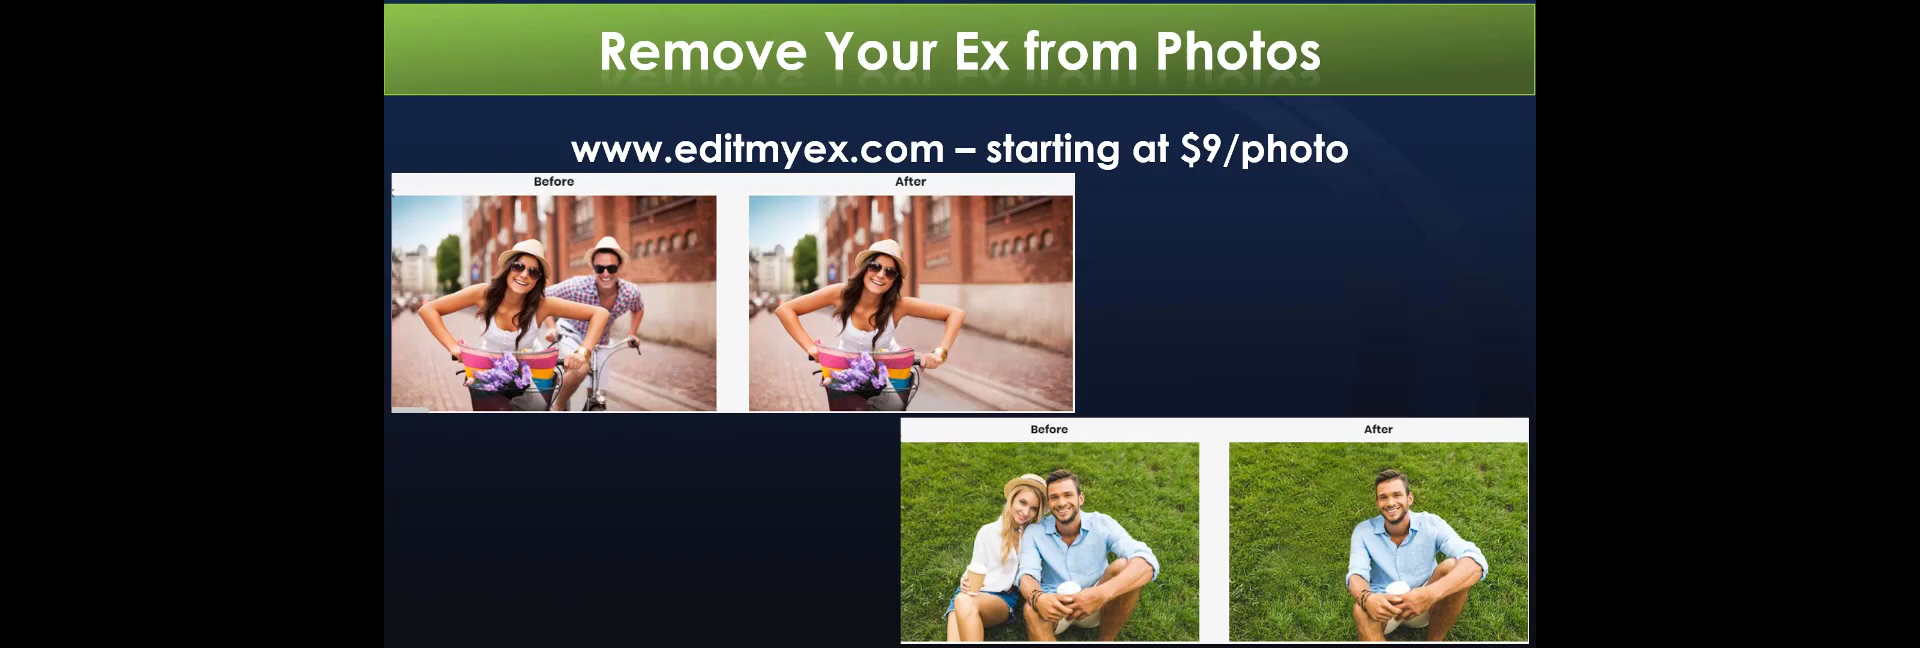 Remove Your Ex from Photos
www.editmyex.com – starting at $9/photo
Before
After
Before
After